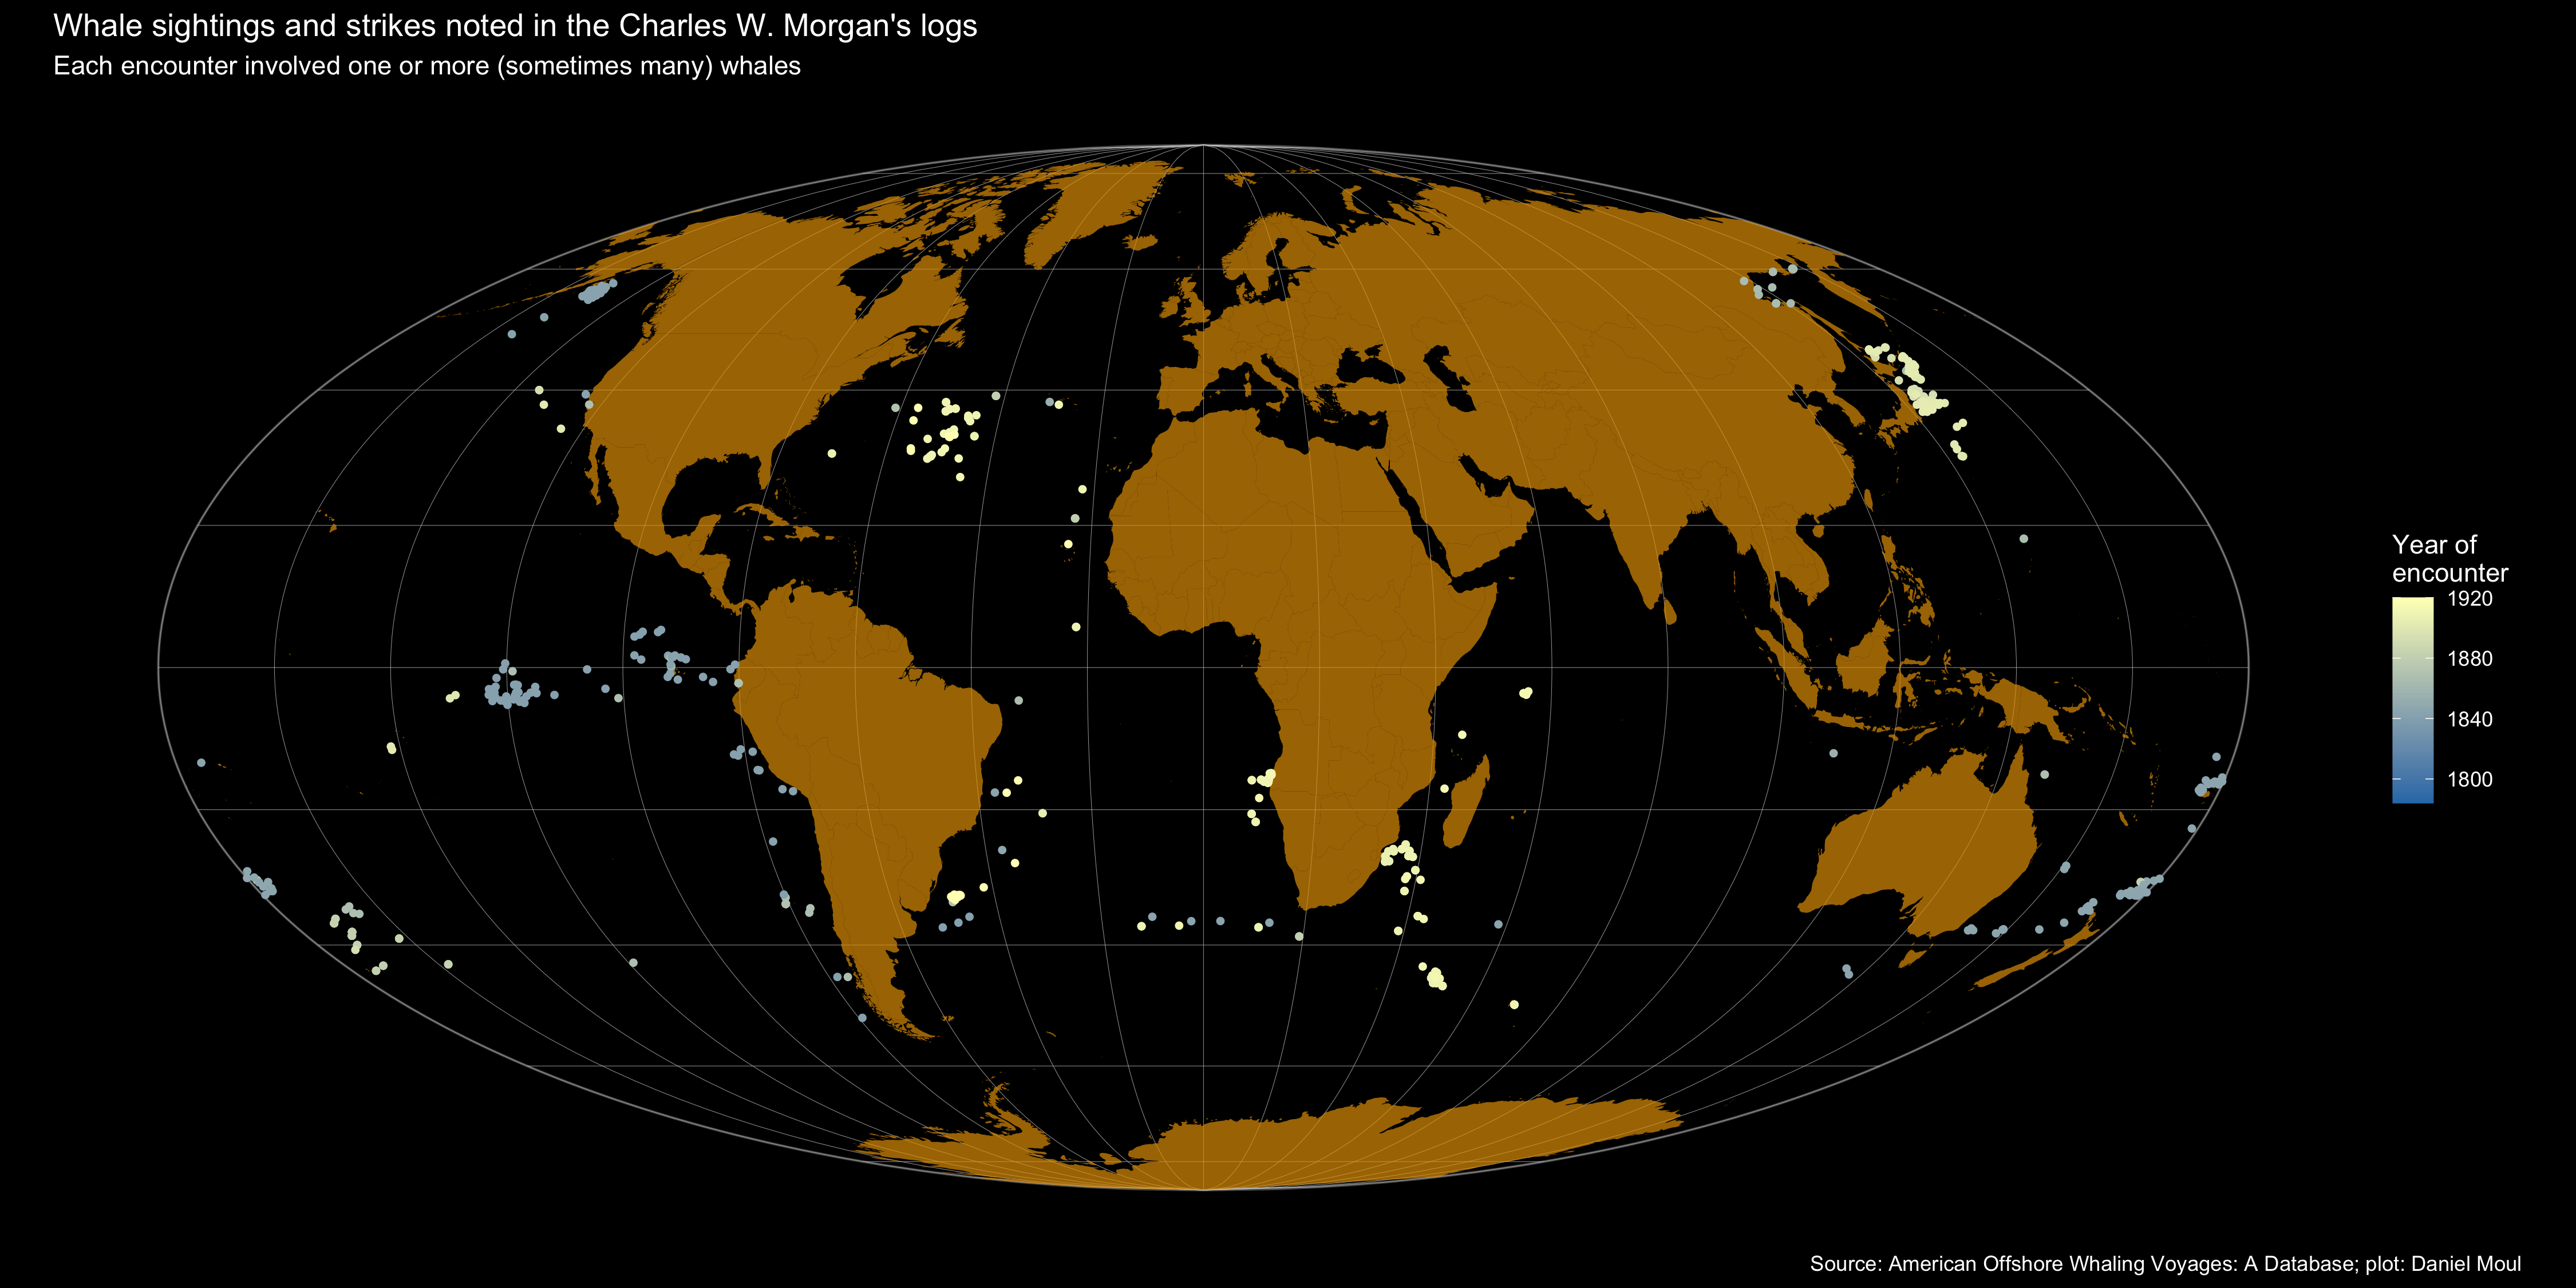 Whale sightings and strikes noted in the Charles W. Morgan's logs
Each encounter involved one or more (sometimes many) whales
Year of
encounter
1920
1880
1840
1800
Source: American Offshore Whaling Voyages: A Database; plot: Daniel Moul